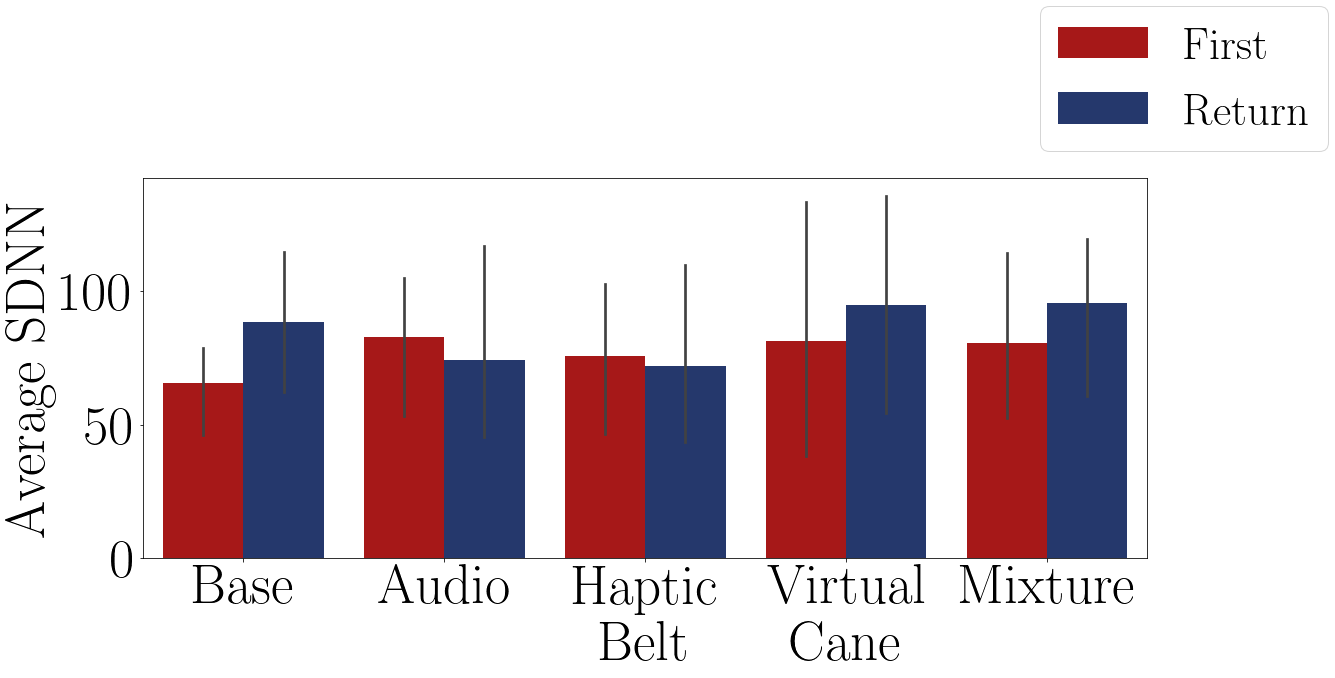 First
Return
Average SDNN
100
50
0
Base
Audio
Haptic
Belt
Virtual
Cane
Mixture